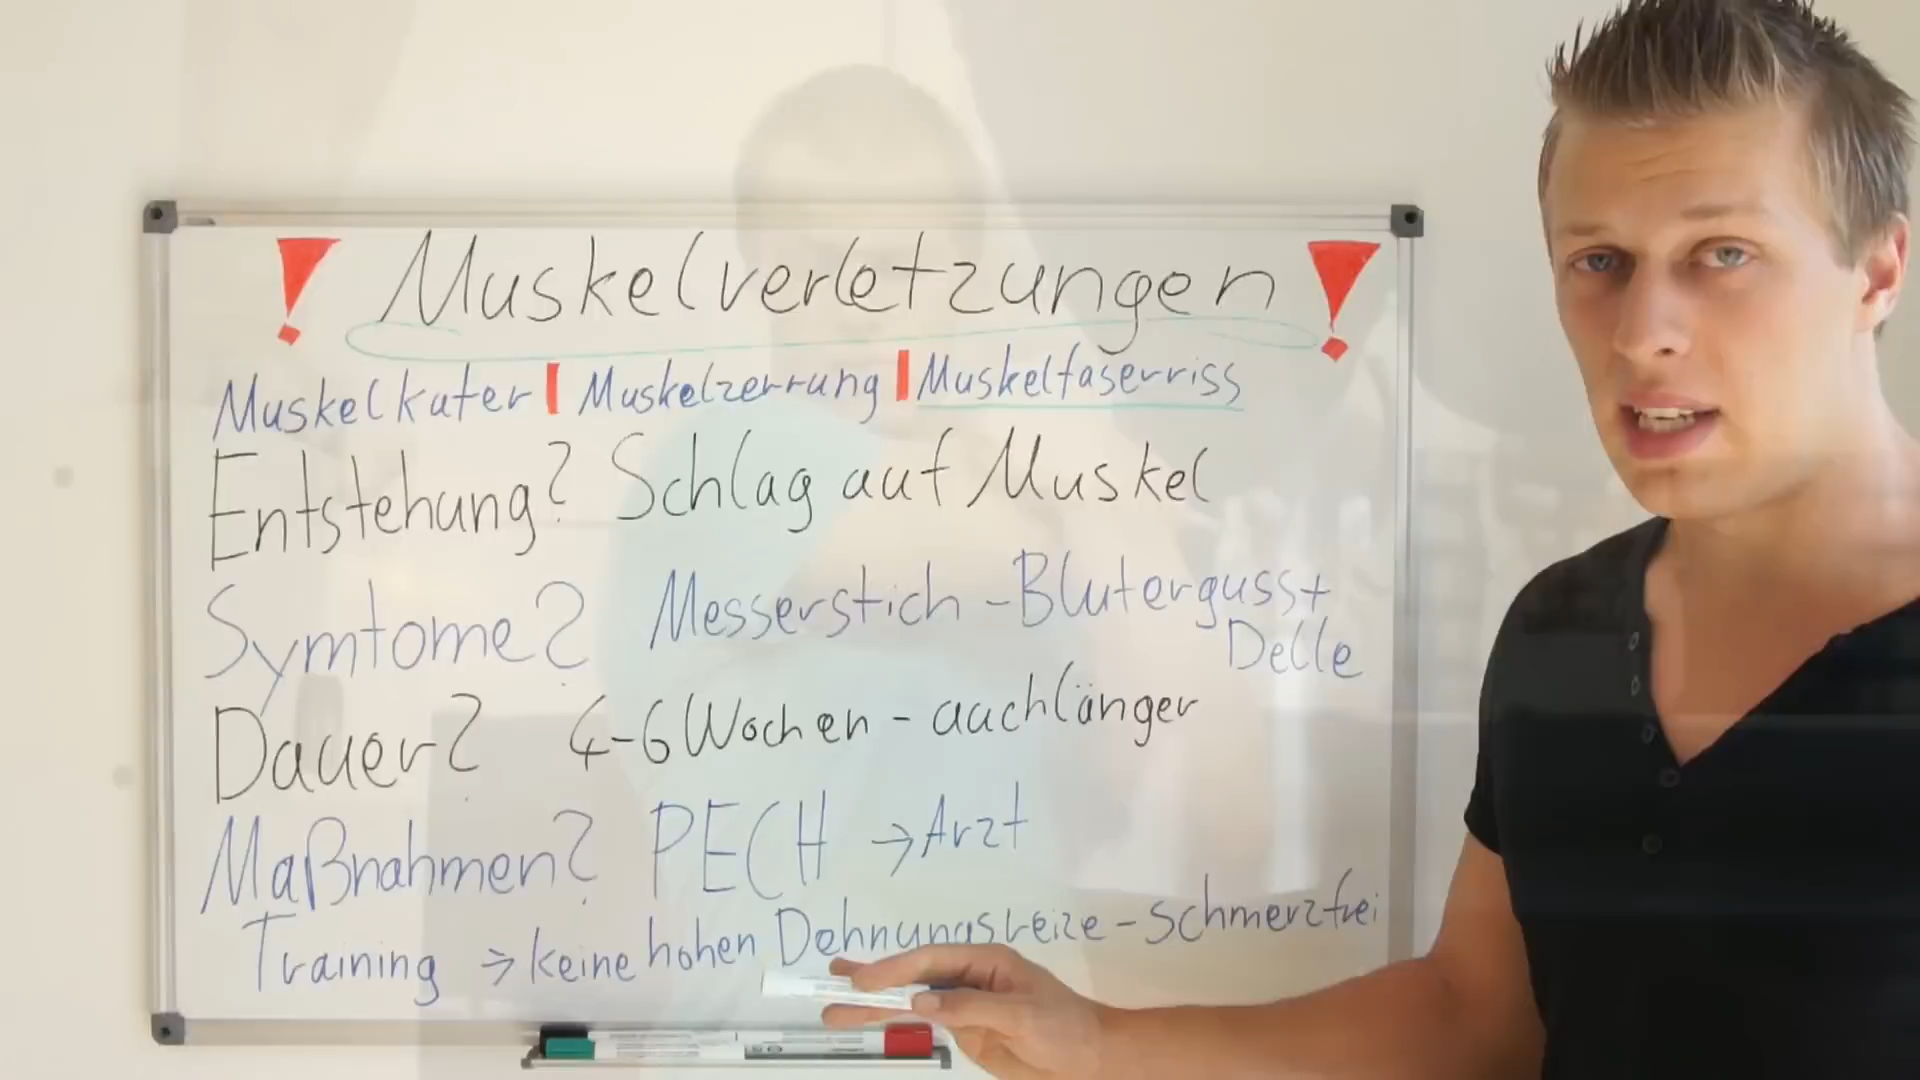 ! Muskelverletzungen !
Muskelkater | Muskelzerrung | Muskelfaserriss
Entstehung? Schlag auf Muskel
Symtome? Messerstich - Bluterguss +
Delle
Dauer? 4-6 Wochen - auch länger
Maßnahmen? PECH → Arzt
Training → keine hohen Dehnungsreize - schmerzfrei